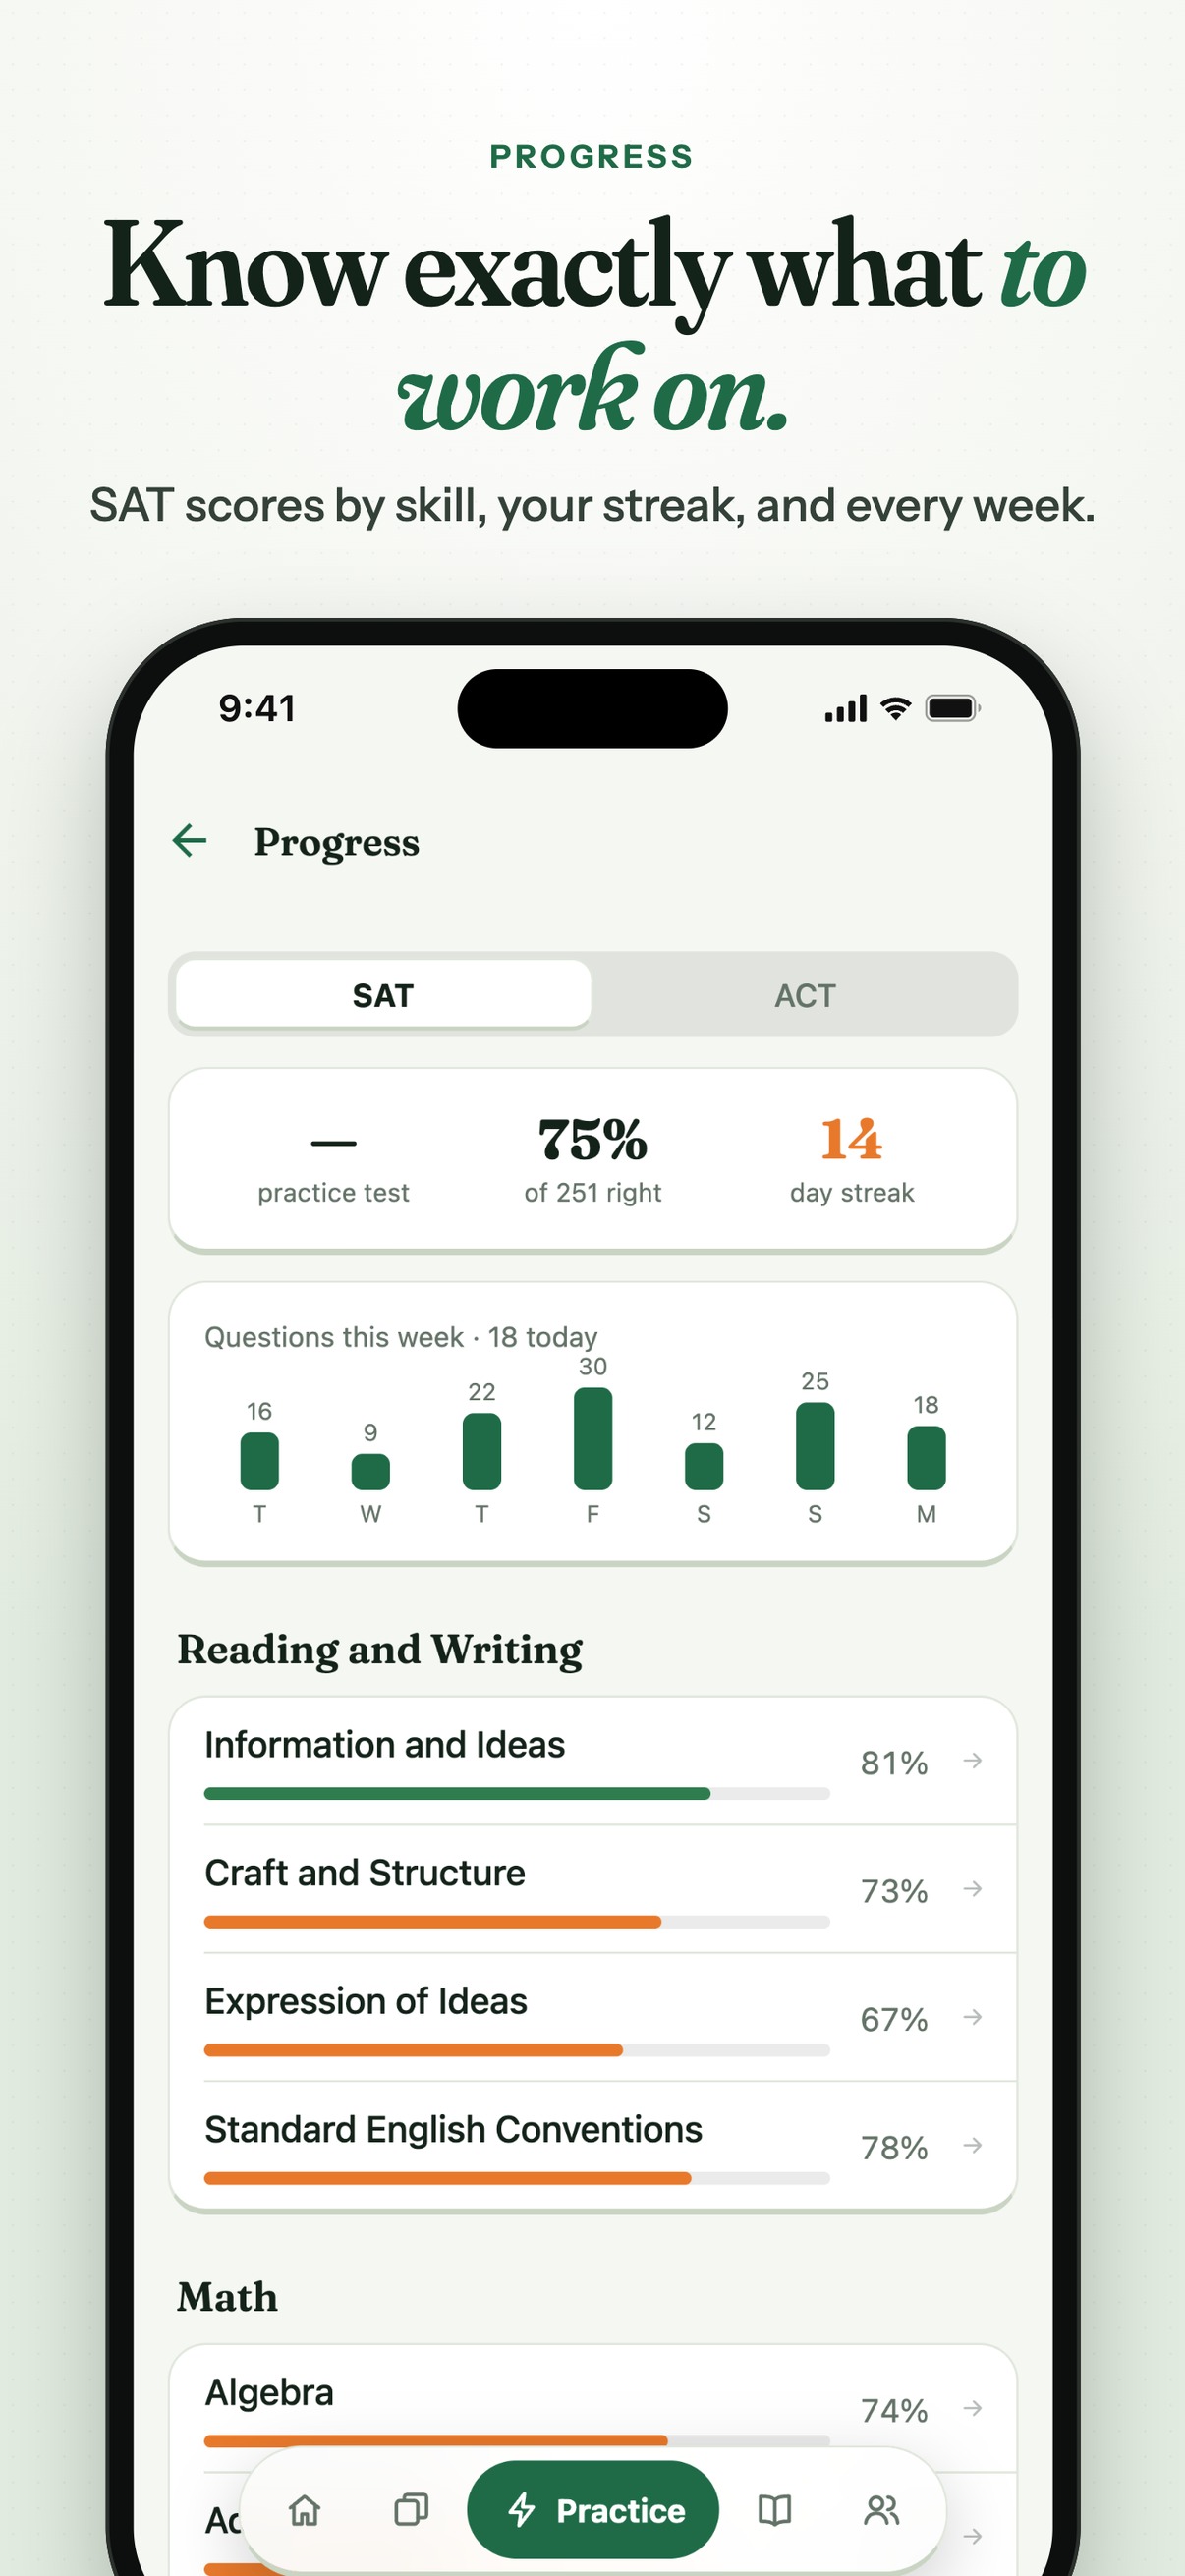 PROGRESS
Know exactly what to
work on.
SAT scores by skill, your streak, and every week.
9:41
Progress
SAT ACT
— 75% 14
practice test of 251 right day streak
Questions this week · 18 today
16 9 22 30 12 25 18
T W T F S S M
Reading and Writing
Information and Ideas
81%
Craft and Structure
73%
Expression of Ideas
67%
Standard English Conventions
78%
Math
Algebra
74%
Practice